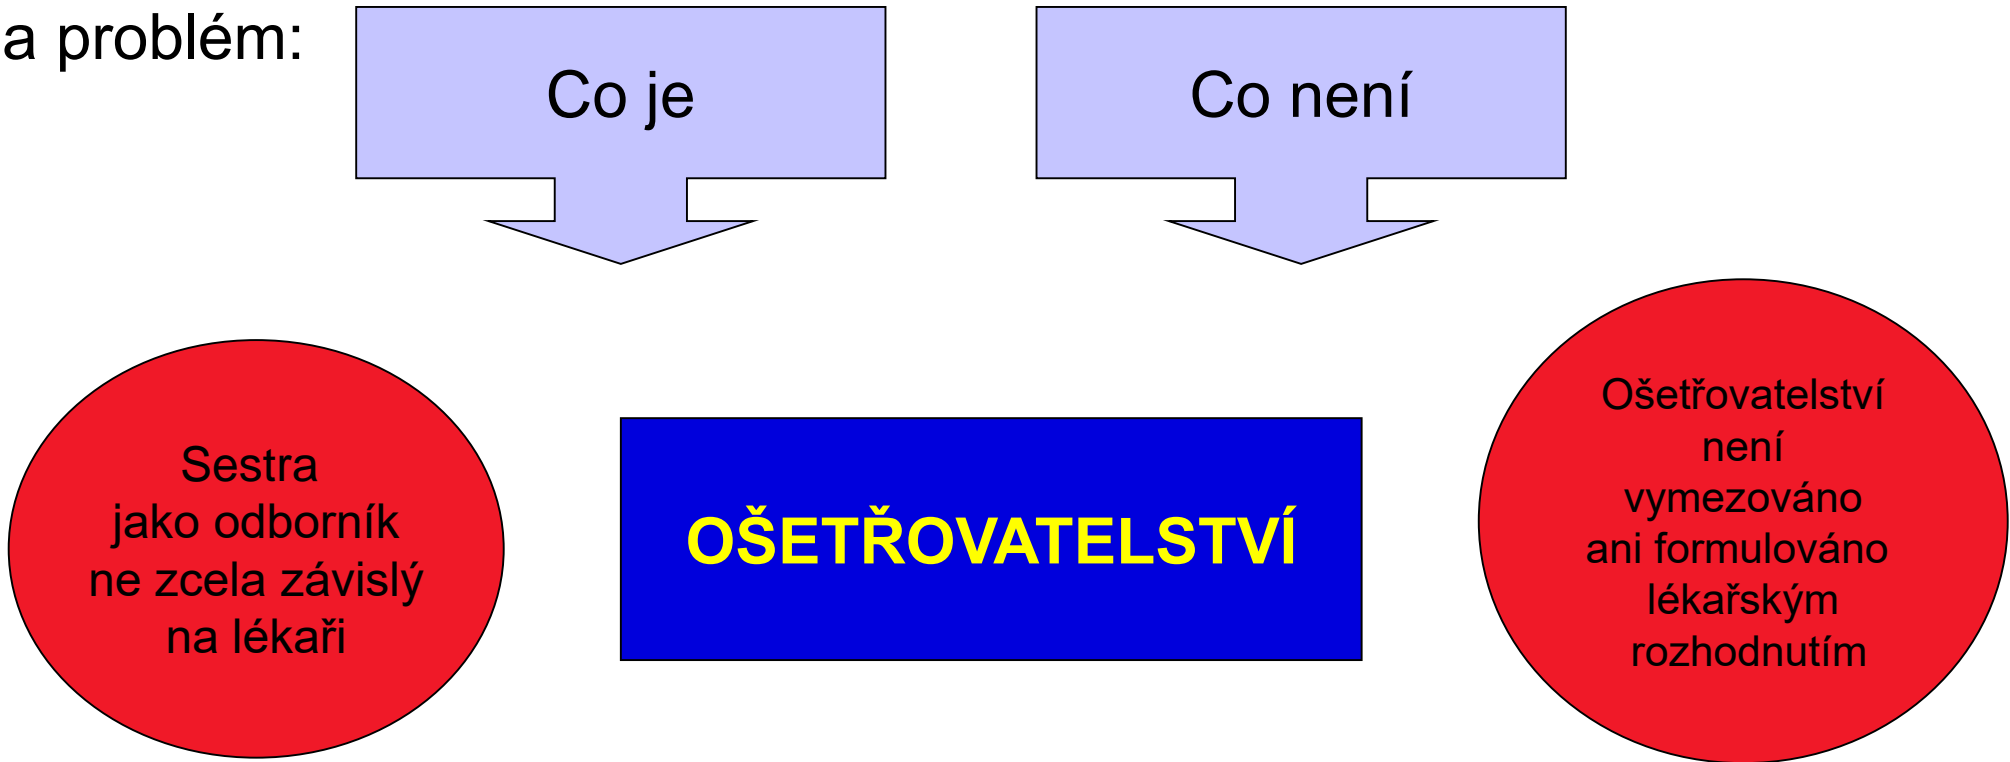 a problém:
Co je
Co není
Sestra
jako odborník
ne zcela závislý
na lékaři
OŠETŘOVATELSTVÍ
Ošetřovatelství
není
vymezováno
ani formulováno
lékařským
rozhodnutím